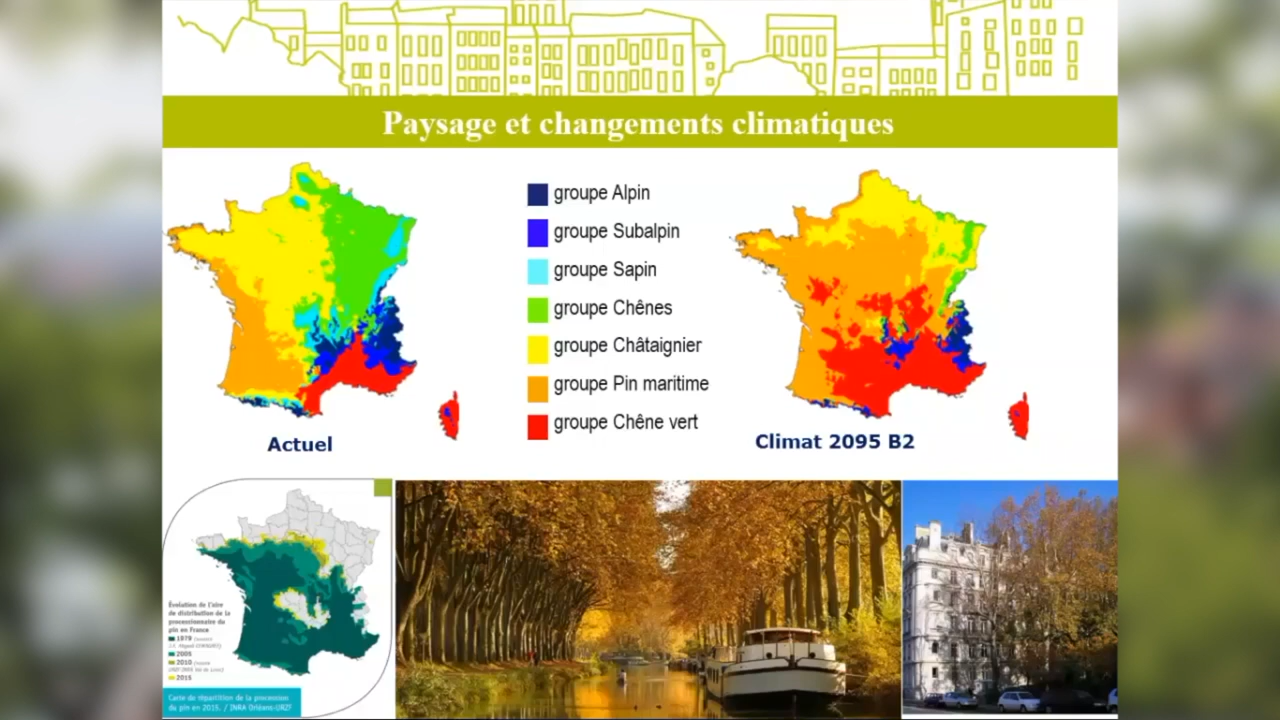 Paysage et changements climatiques
groupe Alpin
groupe Subalpin
groupe Sapin
groupe Chênes
groupe Châtaignier
groupe Pin maritime
groupe Chêne vert
Actuel
Climat 2095 B2
Évolution de l'aire
de distribution de la
processionnaire du
pin en France
1979
2005
2010
2015
Carte de répartition de la procession
du pin en 2015. / INRA Orléans-URZF